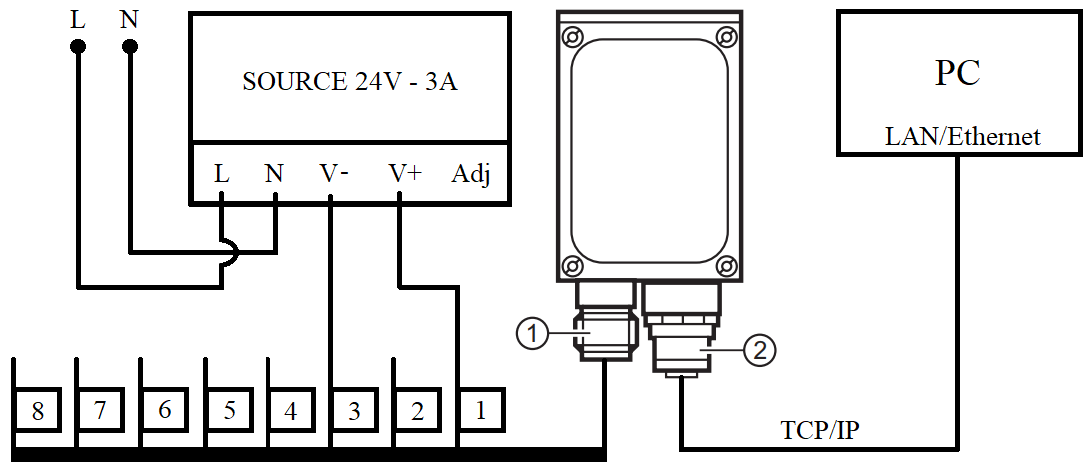 L N
SOURCE 24V - 3A
L N V- V+ Adj
PC
LAN/Ethernet
1
2
8 7 6 5 4 3 2 1
TCP/IP